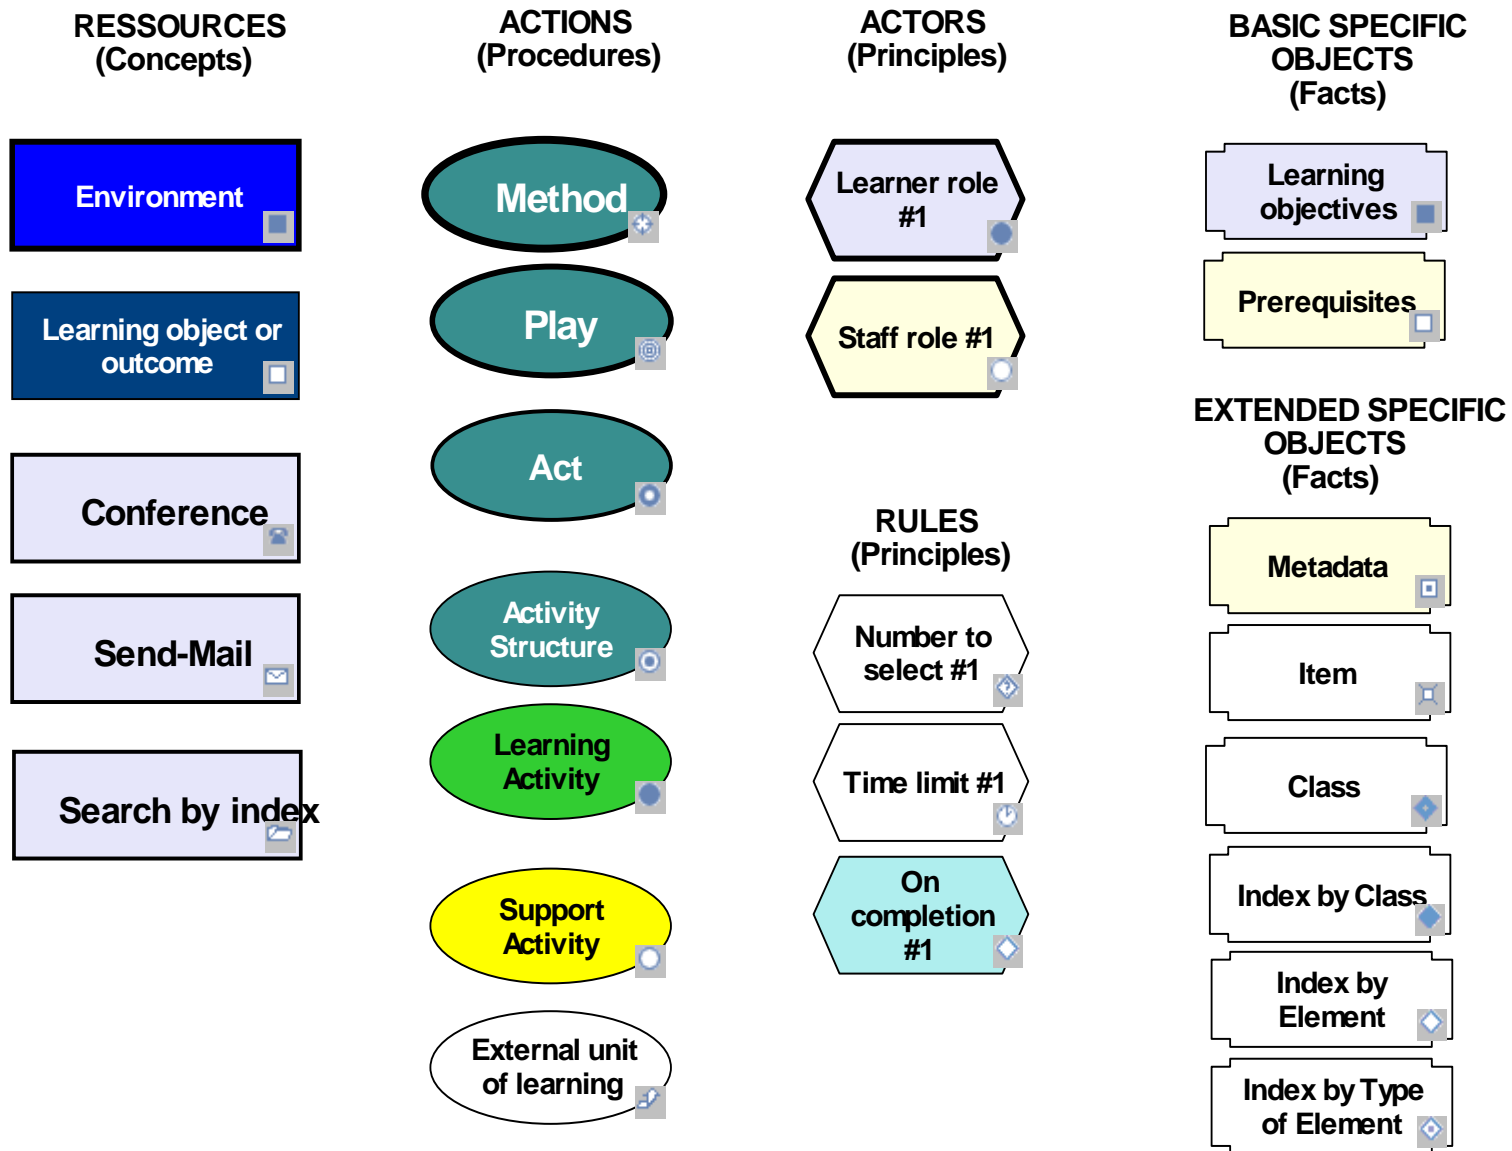 RESSOURCES
(Concepts)
Environment
Learning object or
outcome
Conference
Send-Mail
Search by index
ACTIONS
(Procedures)
Method
Play
Act
Activity
Structure
Learning
Activity
Support
Activity
External unit
of learning
ACTORS
(Principles)
Learner role
#1
Staff role #1
RULES
(Principles)
Number to
select #1
Time limit #1
On
completion
#1
BASIC SPECIFIC
OBJECTS
(Facts)
Learning
objectives
Prerequisites
EXTENDED SPECIFIC
OBJECTS
(Facts)
Metadata
Item
Class
Index by Class
Index by
Element
Index by Type
of Element